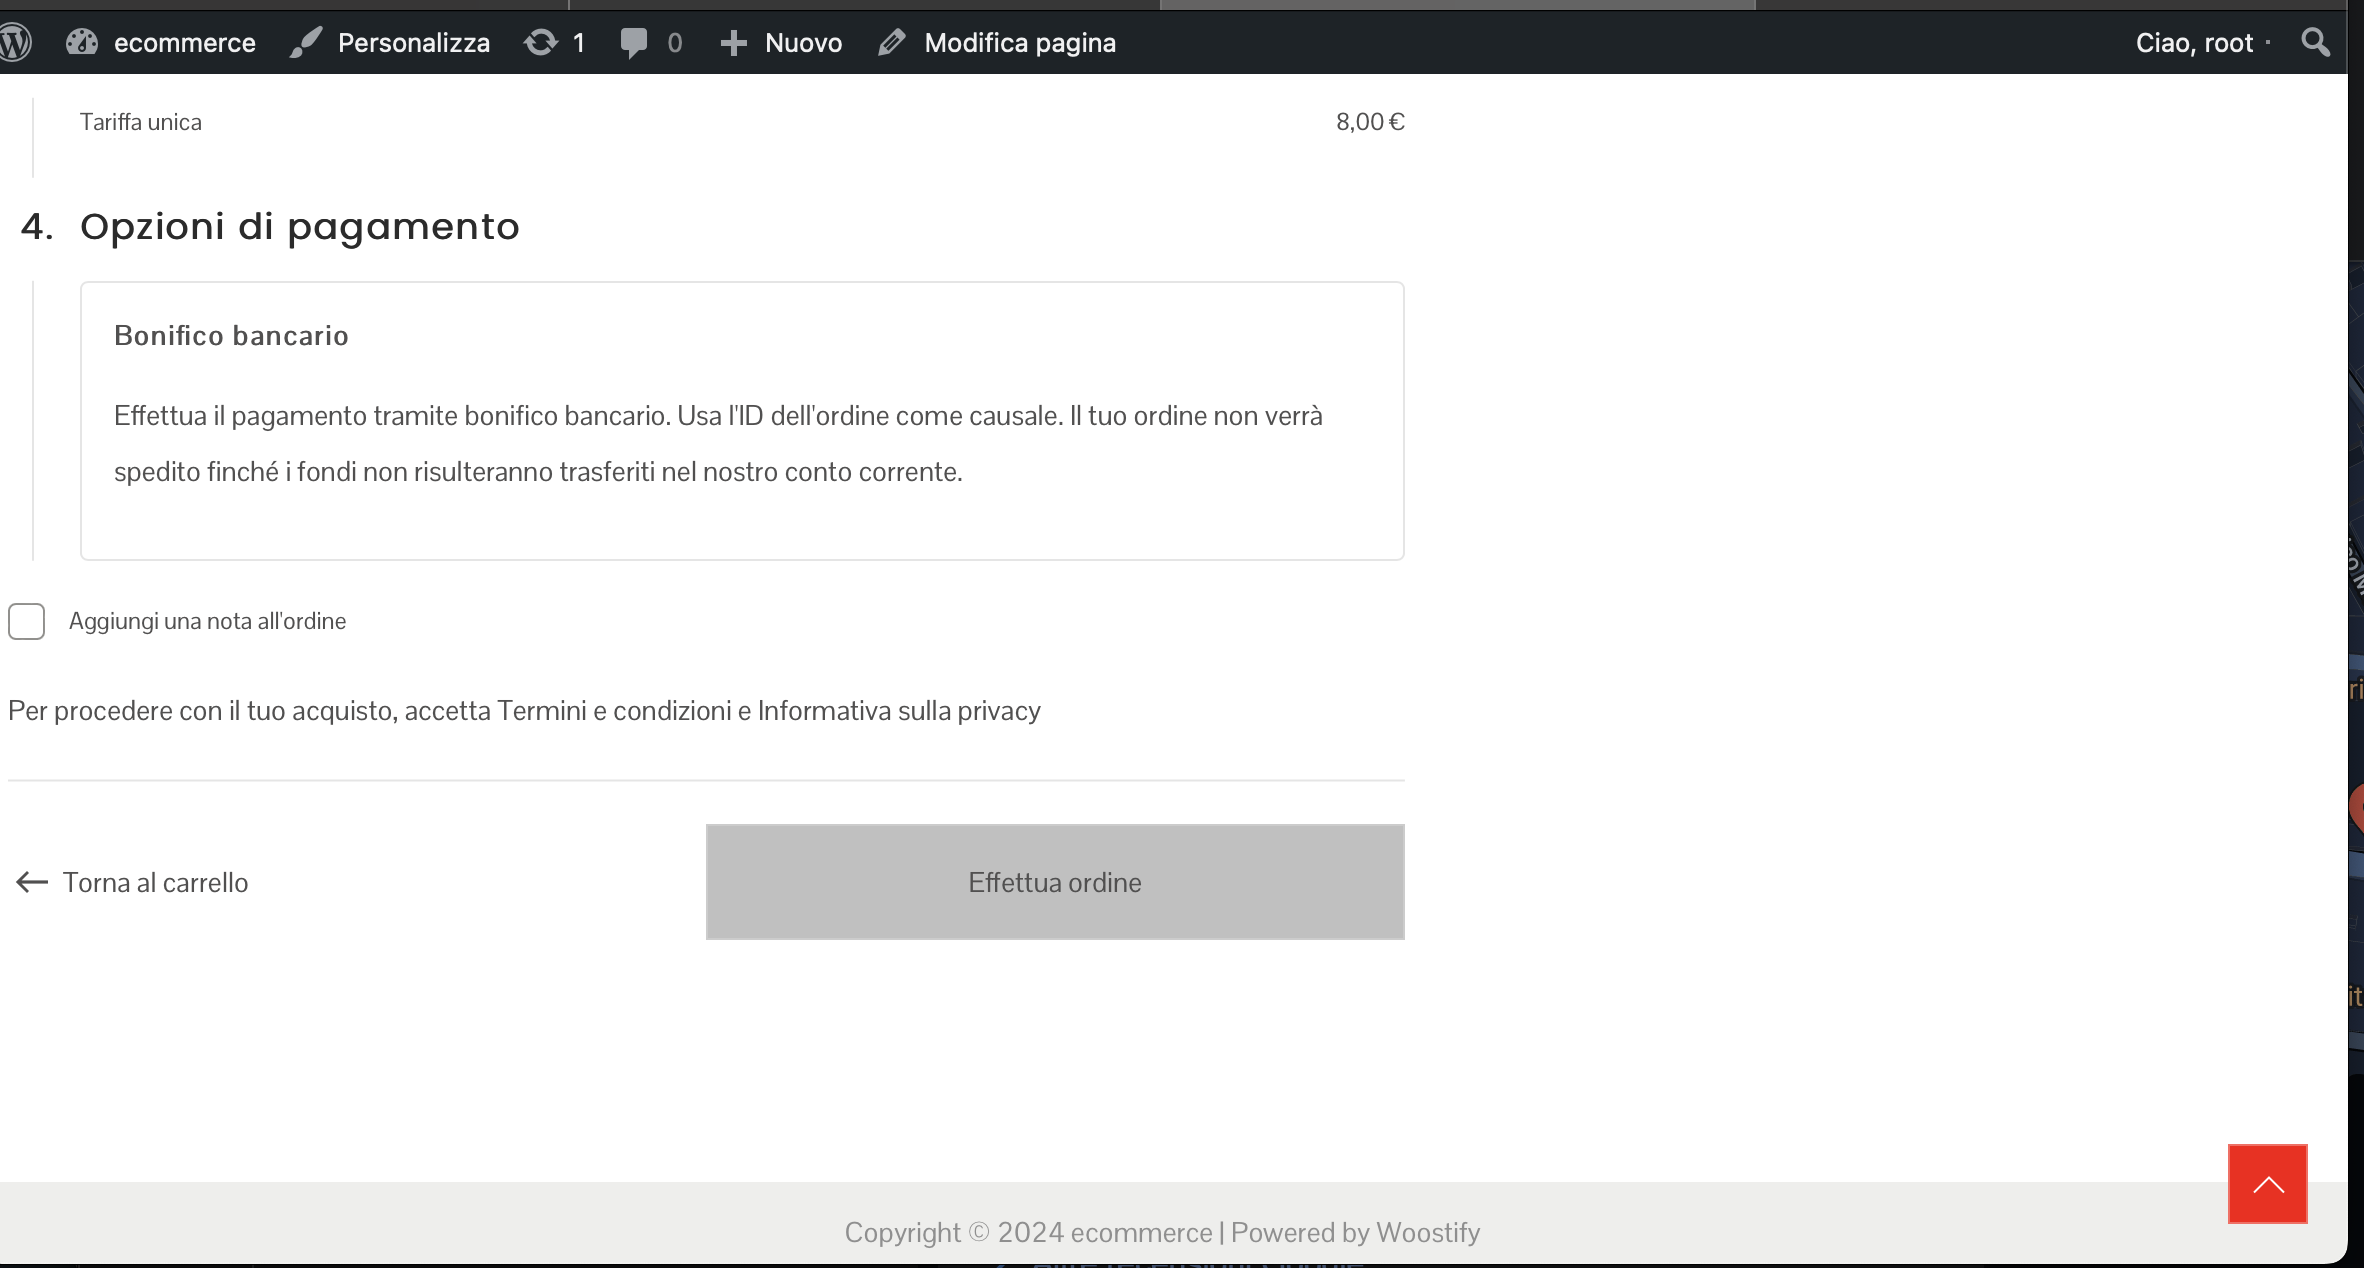 ecommerce Personalizza 1 0 Nuovo Modifica pagina Ciao, root
Tariffa unica 8,00 €
4. Opzioni di pagamento
Bonifico bancario
Effettua il pagamento tramite bonifico bancario. Usa l'ID dell'ordine come causale. Il tuo ordine non verrà
spedito finché i fondi non risulteranno trasferiti nel nostro conto corrente.
Aggiungi una nota all'ordine
Per procedere con il tuo acquisto, accetta Termini e condizioni e Informativa sulla privacy
Torna al carrello
Effettua ordine
Copyright © 2024 ecommerce | Powered by Woostify